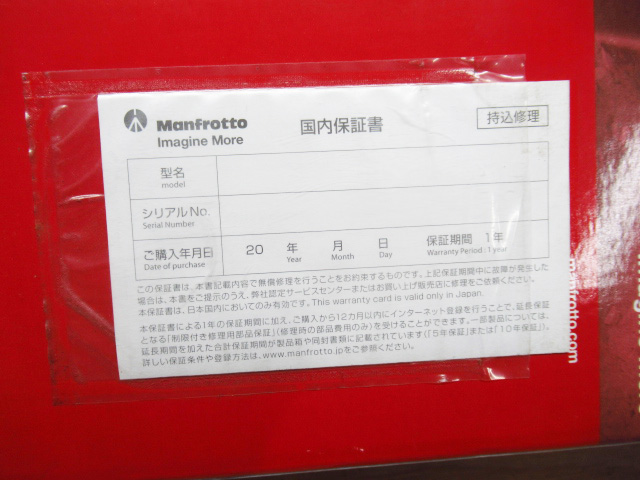 Manfrotto
Imagine More
国内保証書
持込修理
型名
model
シリアルNo.
Serial Number
ご購入年月日
Date of purchase
20 年 月 日
Year Month Day
保証期間 1年
Warranty Period : 1year
この保証書は、本書記載内容で無償修理を行うことをお約束するものです。上記保証期間中に故障が発生した
場合は、本書をご提示のうえ、弊社認定サービスセンターまたはお買い上げ販売店に修理をご依頼ください。
本保証書は、日本国内においてのみ有効です。This warranty card is valid only in Japan.
本保証書による1年の保証期間に加え、ご購入から12カ月以内にインターネット登録を行うことで、延長保証
となる「制限付き修理用部品保証」(修理時の部品費用のみ)を受けることができます。一部製品については、
延長期間を加えた合計保証期間が製品箱や同封書類に記載されています(「5年保証」または「10年保証」)。
詳しい保証条件や登録方法は、www.manfrotto.jpをご参照ください。
manfrotto.com